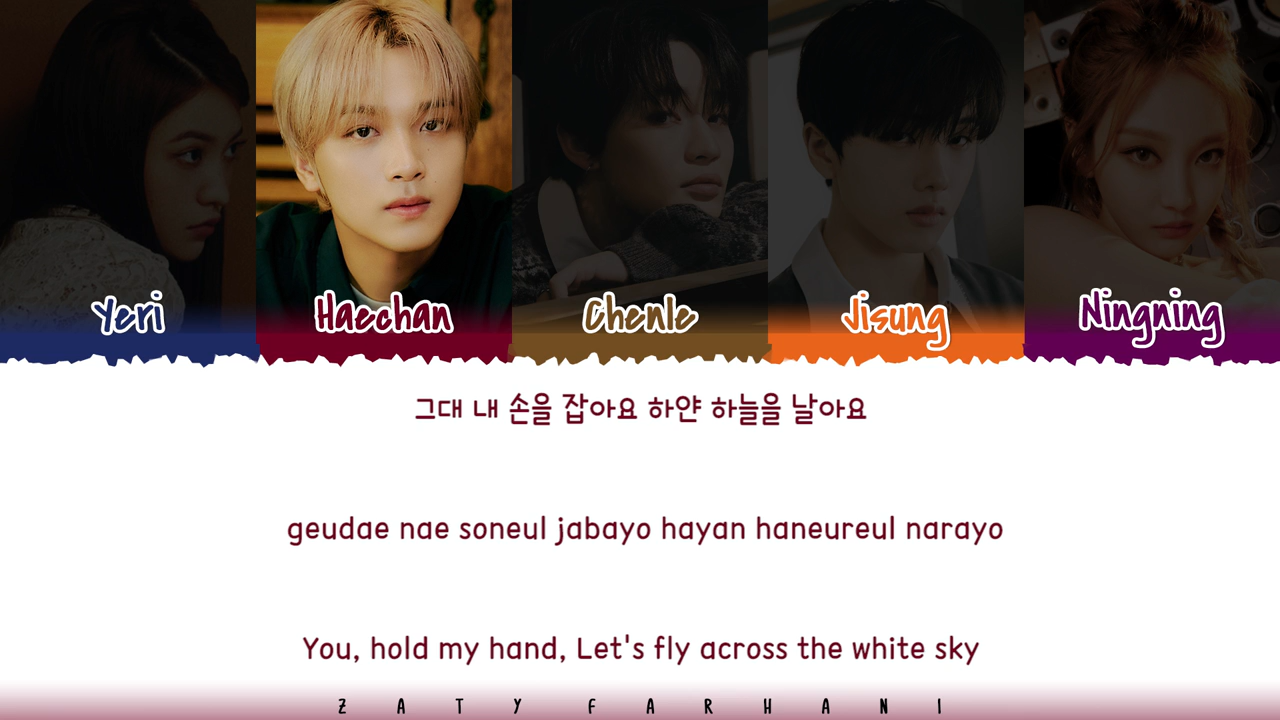 Yeri Haechan Chenle Jisung Ningning
그대 내 손을 잡아요 하얀 하늘을 날아요
geudae nae soneul jabayo hayan haneureul narayo
You, hold my hand, Let's fly across the white sky
ZATY FARHANI